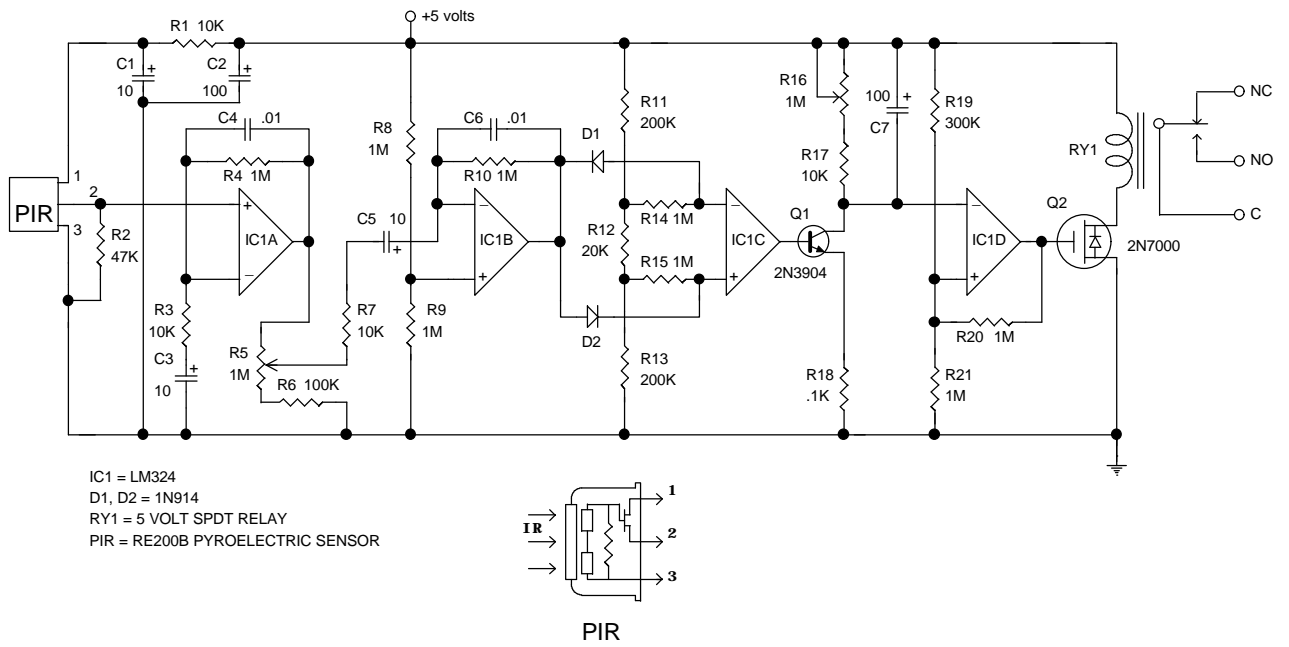 +5 volts
R1 10K
C1
10
+
C2
100
+
C4 .01
R4 1M
R8
1M
C6 .01
R10 1M
D1
R11
200K
R16
1M
100
+
C7
R19
300K
RY1
NC
NO
C
PIR
1
2
3
R2
47K
+
IC1A
−
C5
10
+
−
IC1B
+
R12
20K
R14 1M
R15 1M
−
IC1C
+
R17
10K
Q1
2N3904
−
IC1D
+
Q2
2N7000
R3
10K
C3
10
+
R5
1M
R6 100K
R7
10K
R9
1M
D2
R13
200K
R18
.1K
R20 1M
R21
1M
IC1 = LM324
D1, D2 = 1N914
RY1 = 5 VOLT SPDT RELAY
PIR = RE200B PYROELECTRIC SENSOR
IR
1
2
3
PIR